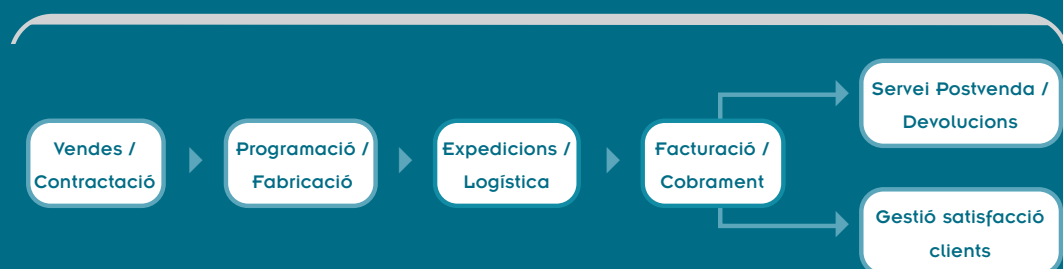 Vendes /
Contractació
Programació /
Fabricació
Expedicions /
Logística
Facturació /
Cobrament
Servei Postvenda /
Devolucions
Gestió satisfacció
clients